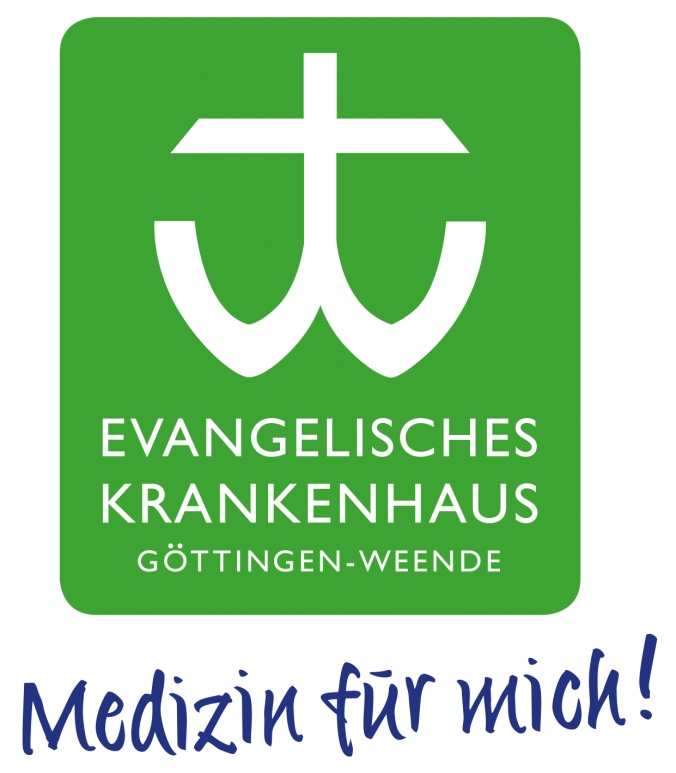 EVANGELISCHES
KRANKENHAUS
GÖTTINGEN-WEENDE
Medizin für mich!